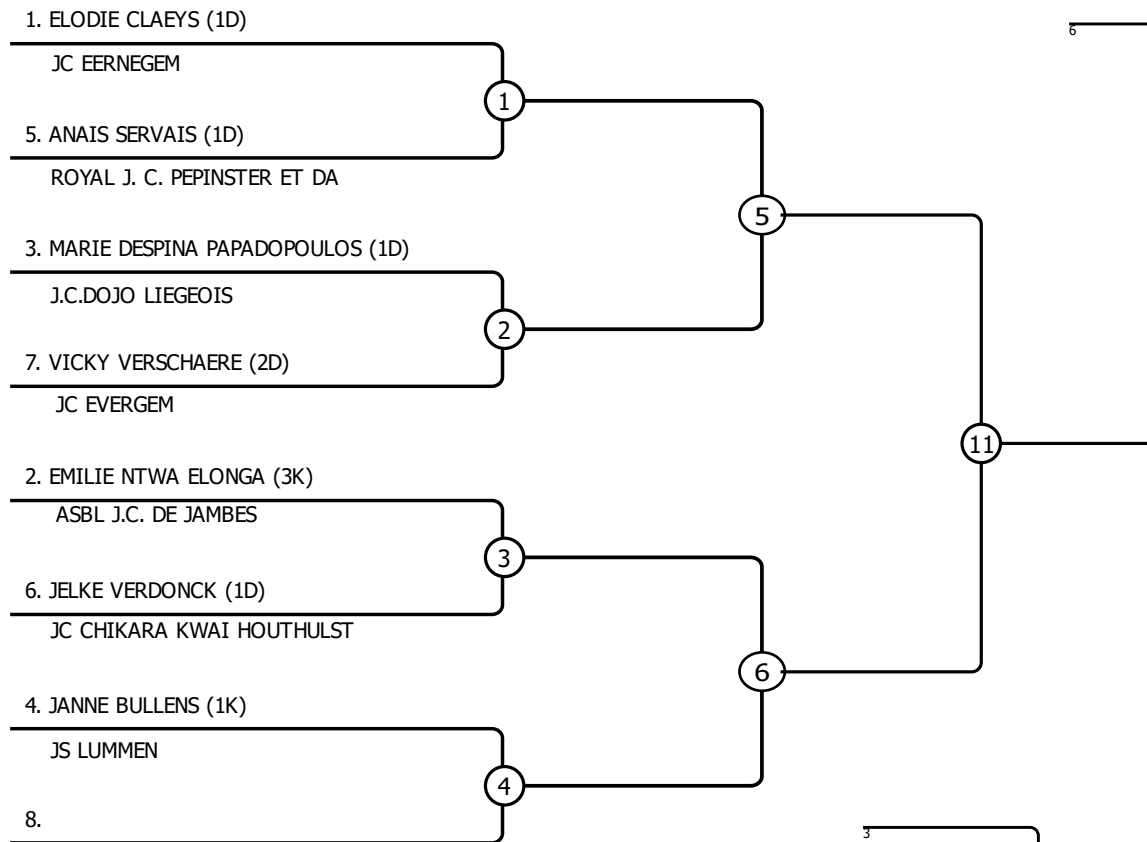 1. ELODIE CLAEYS (1D)
6
JC EERNEGEM
1
5. ANAIS SERVAIS (1D)
ROYAL J. C. PEPINSTER ET DA
5
3. MARIE DESPINA PAPADOPOULOS (1D)
J.C.DOJO LIEGEOIS
2
7. VICKY VERSCHAERE (2D)
JC EVERGEM
11
2. EMILIE NTWA ELONGA (3K)
ASBL J.C. DE JAMBES
3
6. JELKE VERDONCK (1D)
JC CHIKARA KWAI HOUTHULST
6
4. JANNE BULLENS (1K)
JS LUMMEN
4
8.
3